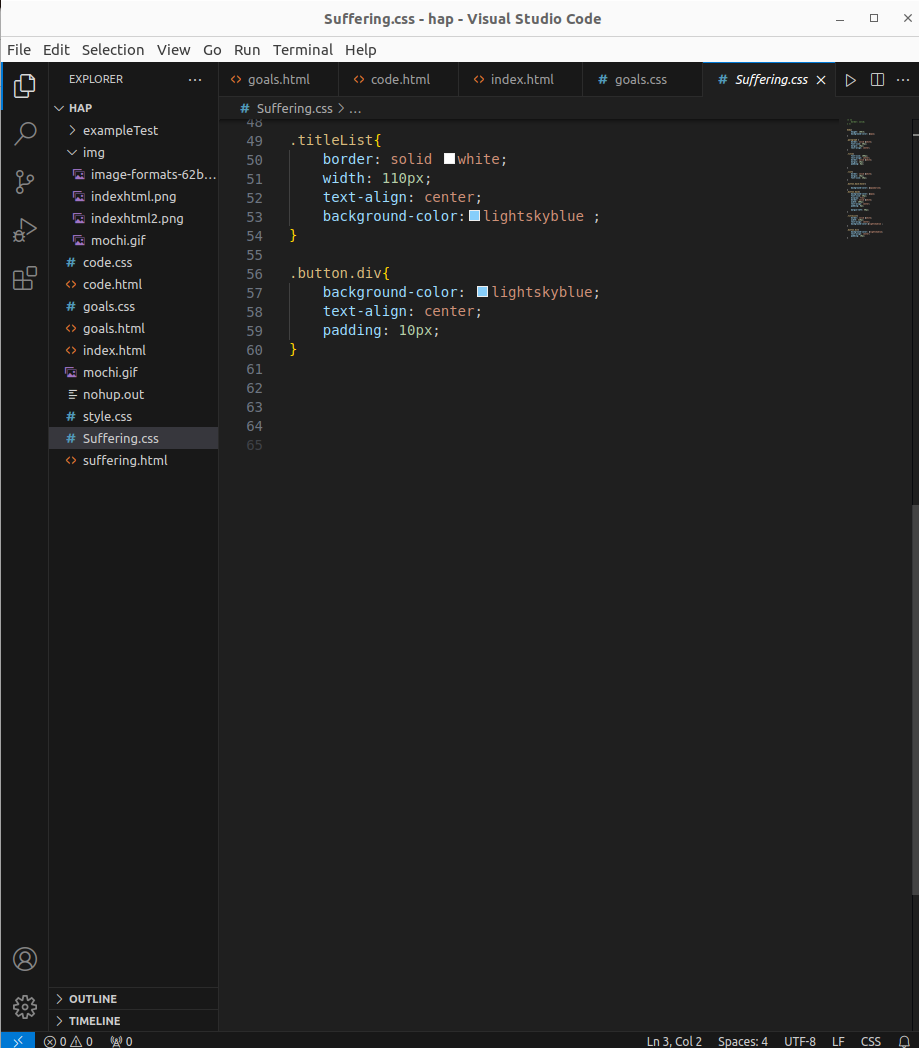 Suffering.css - hap - Visual Studio Code
File Edit Selection View Go Run Terminal Help
EXPLORER ···
goals.html code.html index.html # goals.css # Suffering.css
# Suffering.css > ...
HAP
exampleTest
img
image-formats-62b...
indexhtml.png
indexhtml2.png
mochi.gif
# code.css
code.html
# goals.css
goals.html
index.html
mochi.gif
nohup.out
# style.css
# Suffering.css
suffering.html
48
49 .titleList{
50 border: solid white;
51 width: 110px;
52 text-align: center;
53 background-color: lightskyblue ;
54 }
55
56 .button.div{
57 background-color: lightskyblue;
58 text-align: center;
59 padding: 10px;
60 }
61
62
63
64
65
OUTLINE
TIMELINE
0 0 0 Ln 3, Col 2 Spaces: 4 UTF-8 LF CSS